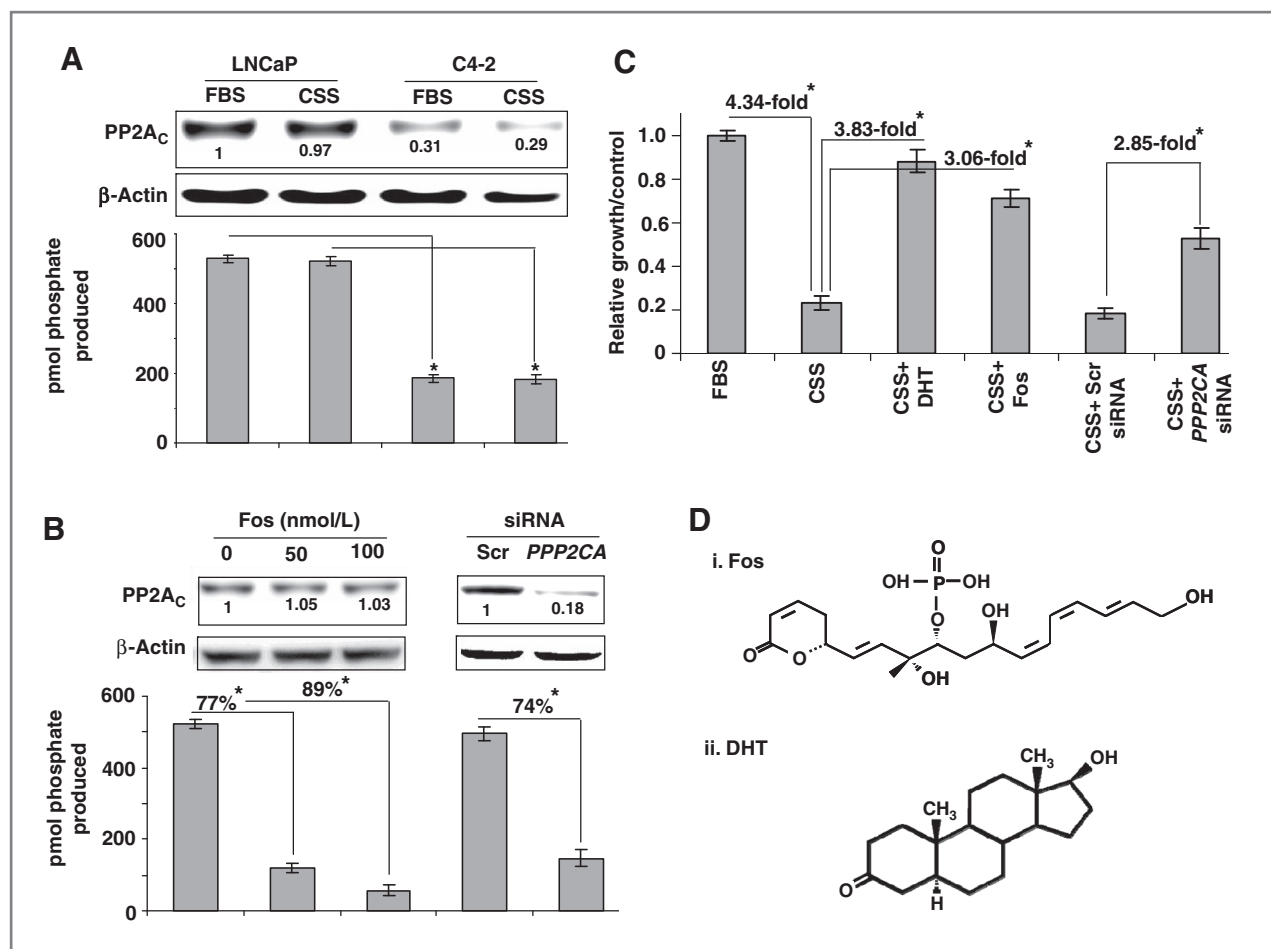 A
LNCaP C4-2
FBS CSS FBS CSS
PP2AC
1 0.97 0.31 0.29
β-Actin
pmol phosphate
produced
600
400
200
0
* *
B
Fos (nmol/L)
0 50 100
siRNA
Scr PPP2CA
PP2AC
1 1.05 1.03
1 0.18
β-Actin
pmol phosphate
produced
600
400
200
0
77%*
89%*
74%*
C
Relative growth/control
1.0
0.8
0.6
0.4
0.2
0
4.34-fold*
3.83-fold*
3.06-fold*
2.85-fold*
FBS
CSS
CSS+
DHT
CSS+
Fos
CSS+ Scr
siRNA
CSS+
PPP2CA
siRNA
D
i. Fos
O
OH P OH
O
OH
OH
O O
OH
ii. DHT
CH3 OH
CH3
O
H